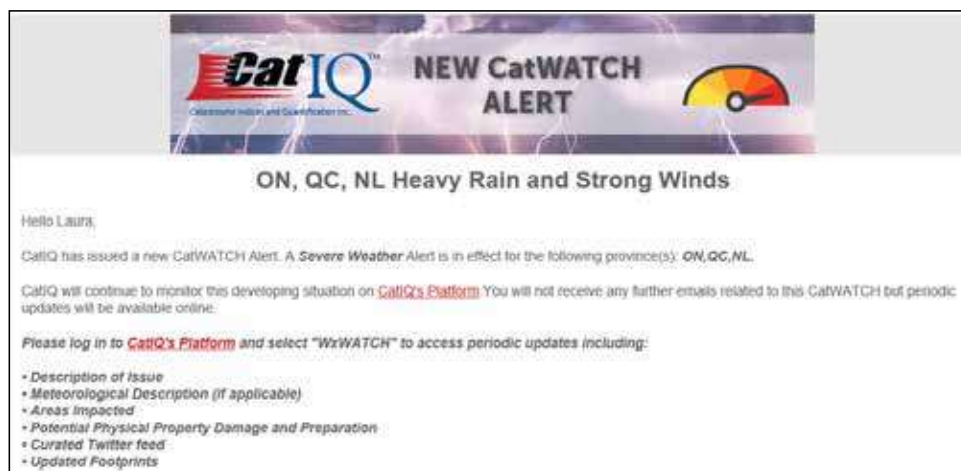 CatIQ™
Catastrophe Indices and Quantification Inc.
NEW CatWATCH
ALERT
ON, QC, NL Heavy Rain and Strong Winds
Hello Laura,
CatIQ has issued a new CatWATCH Alert. A Severe Weather Alert is in effect for the following province(s): ON,QC,NL.
CatIQ will continue to monitor this developing situation on CatIQ's Platform You will not receive any further emails related to this CatWATCH but periodic
updates will be available online.
Please log in to CatIQ's Platform and select "WxWATCH" to access periodic updates including:
• Description of Issue
• Meteorological Description (if applicable)
• Areas Impacted
• Potential Physical Property Damage and Preparation
• Curated Twitter feed
• Updated Footprints